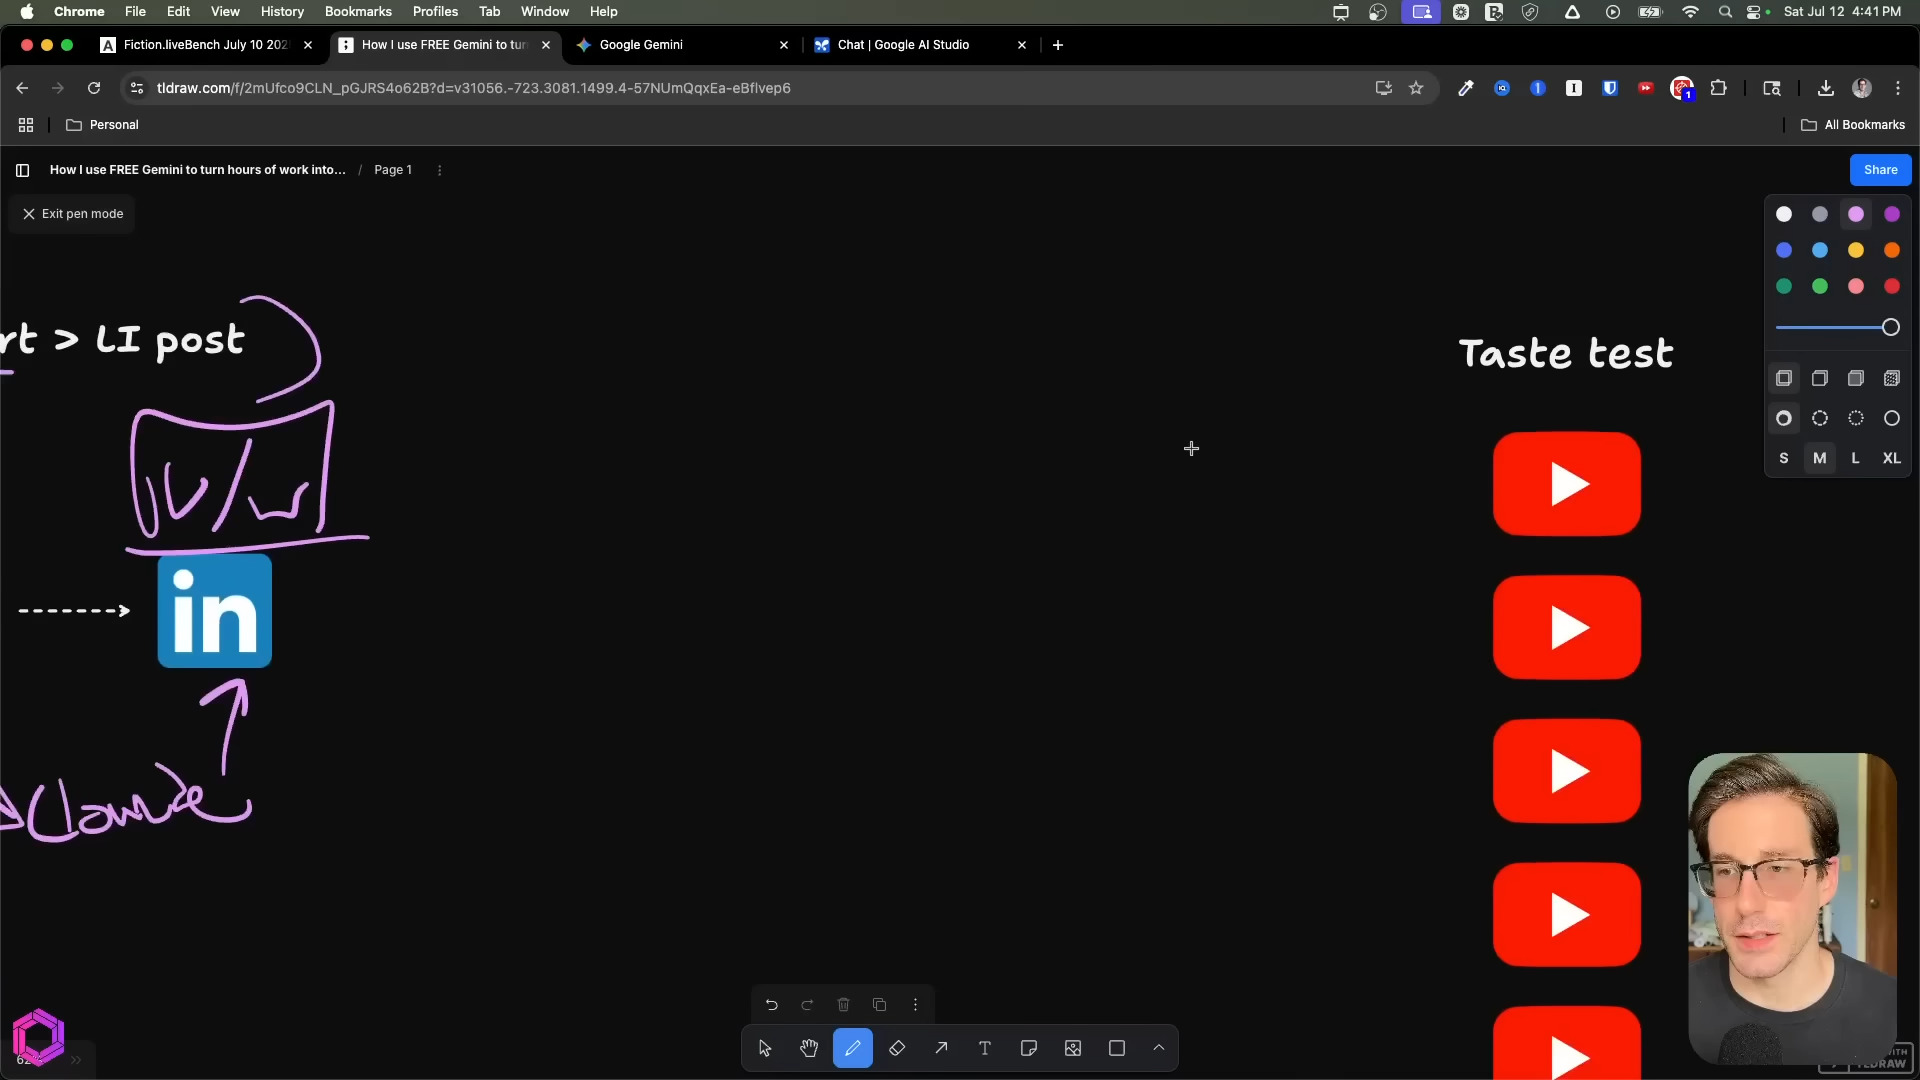 Chrome File Edit View History Bookmarks Profiles Tab Window Help
Sat Jul 12 4:41 PM
Fiction.liveBench July 10 202
How I use FREE Gemini to tur
Google Gemini
Chat | Google AI Studio
tldraw.com/f/2mUfco9CLN_pGJRS4o62B?d=v31056.-723.3081.1499.4-57NUmQqxEa-eBflvep6
Personal
All Bookmarks
How I use FREE Gemini to turn hours of work into... / Page 1
Share
Exit pen mode
rt > LI post
Taste test
in
Claude
S M L XL